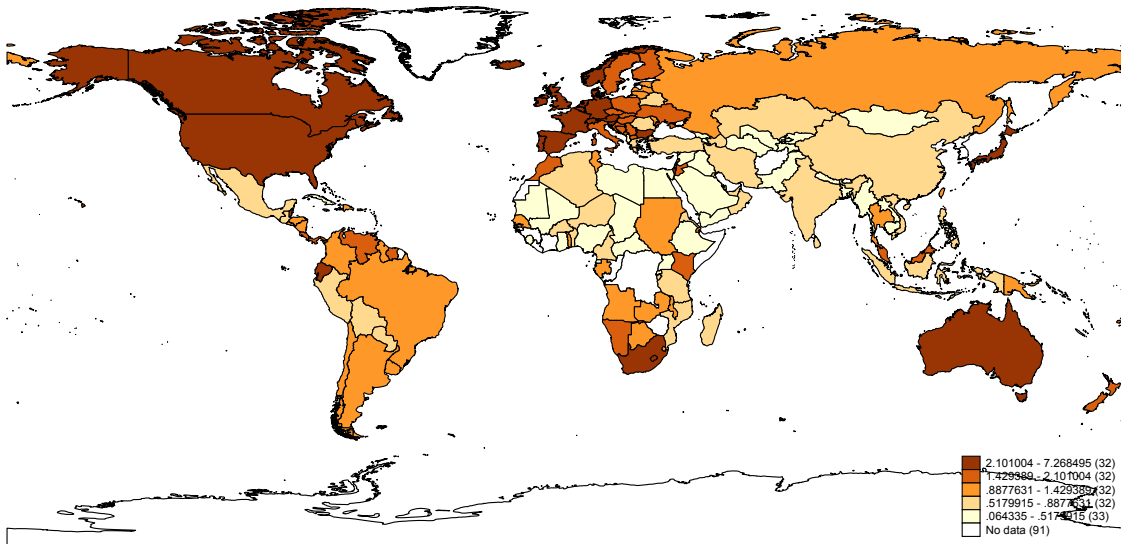 2.101004 - 7.268495 (32)
1.429389 - 2.101004 (32)
.8877631 - 1.429389 (32)
.5179915 - .8877631 (32)
.064335 - .5179915 (33)
No data (91)